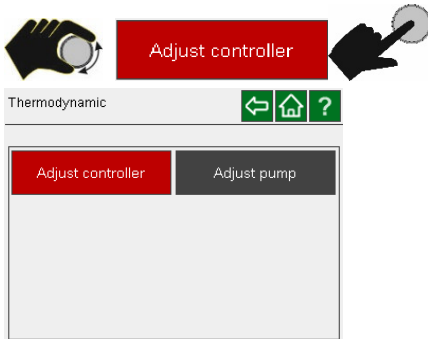 Adjust controller
Thermodynamic
?
Adjust controller
Adjust pump